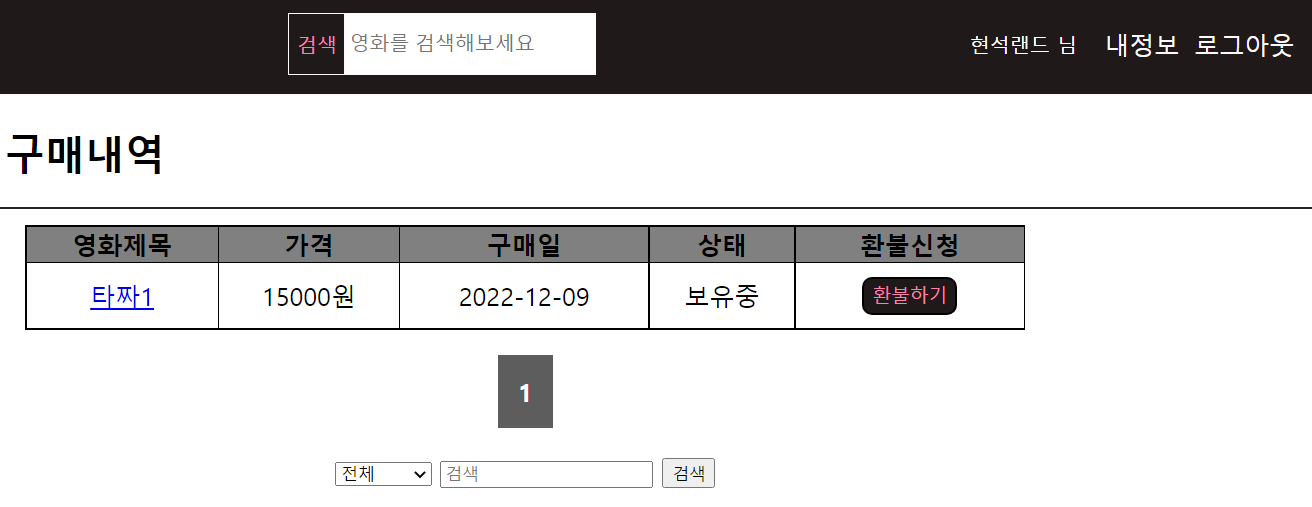 검색 영화를 검색해보세요 현석랜드 님 내정보 로그아웃
구매내역
영화제목 가격 구매일 상태 환불신청
타짜1 15000원 2022-12-09 보유중 환불하기
1
전체 검색 검색